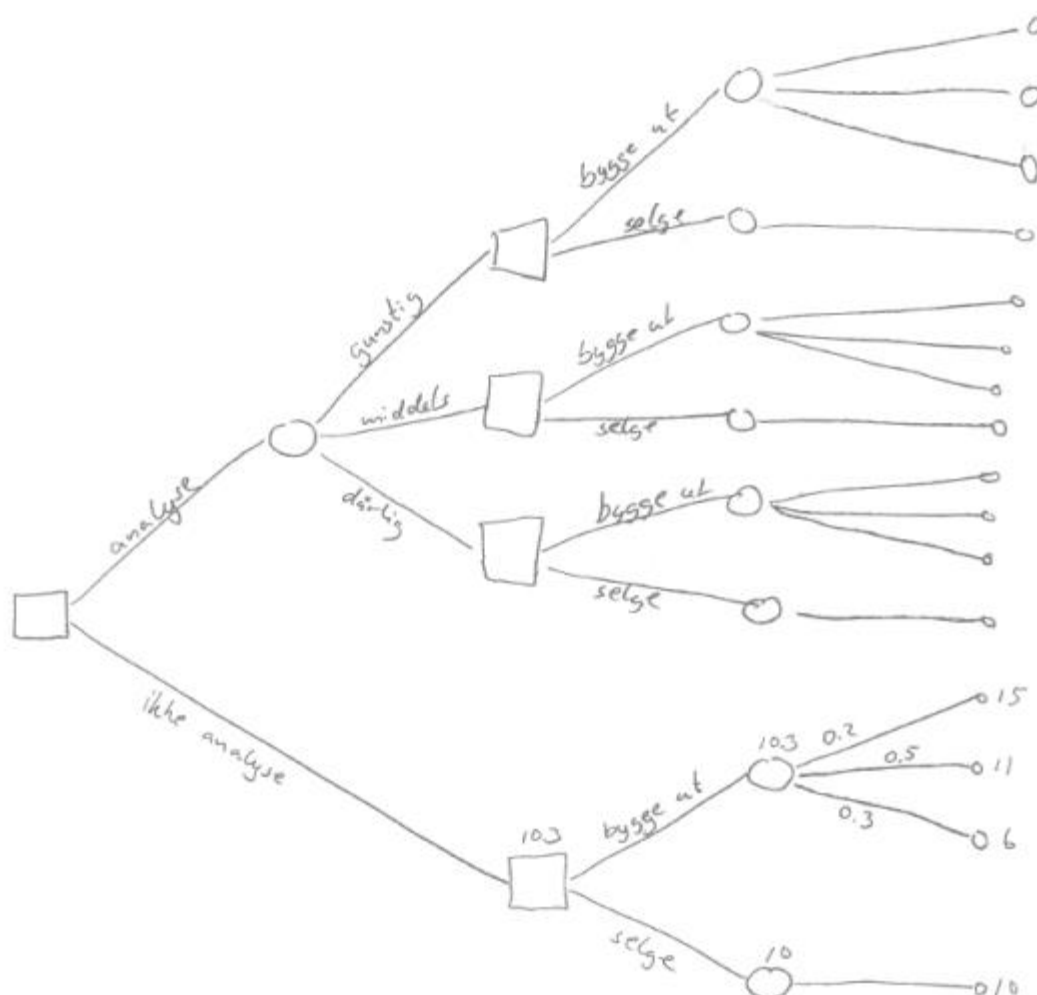 bygge ut
selge
gunstig
bygge ut
middels
selge
analyse
dårlig
bygge ut
selge
ikke analyse
15
10.3
0.2
0.5
11
bygge ut
0.3
6
10.3
selge
10
10